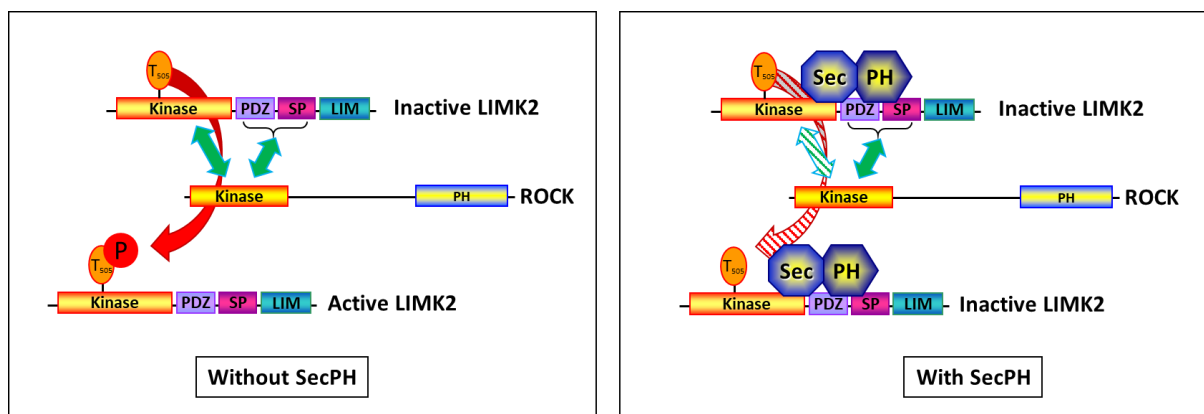 T505
Kinase PDZ SP LIM Inactive LIMK2
Kinase PH ROCK
P
T505
Kinase PDZ SP LIM Active LIMK2
Without SecPH
T505 Sec PH
Kinase PDZ SP LIM Inactive LIMK2
Kinase PH ROCK
T505 Sec PH
Kinase PDZ SP LIM Inactive LIMK2
With SecPH